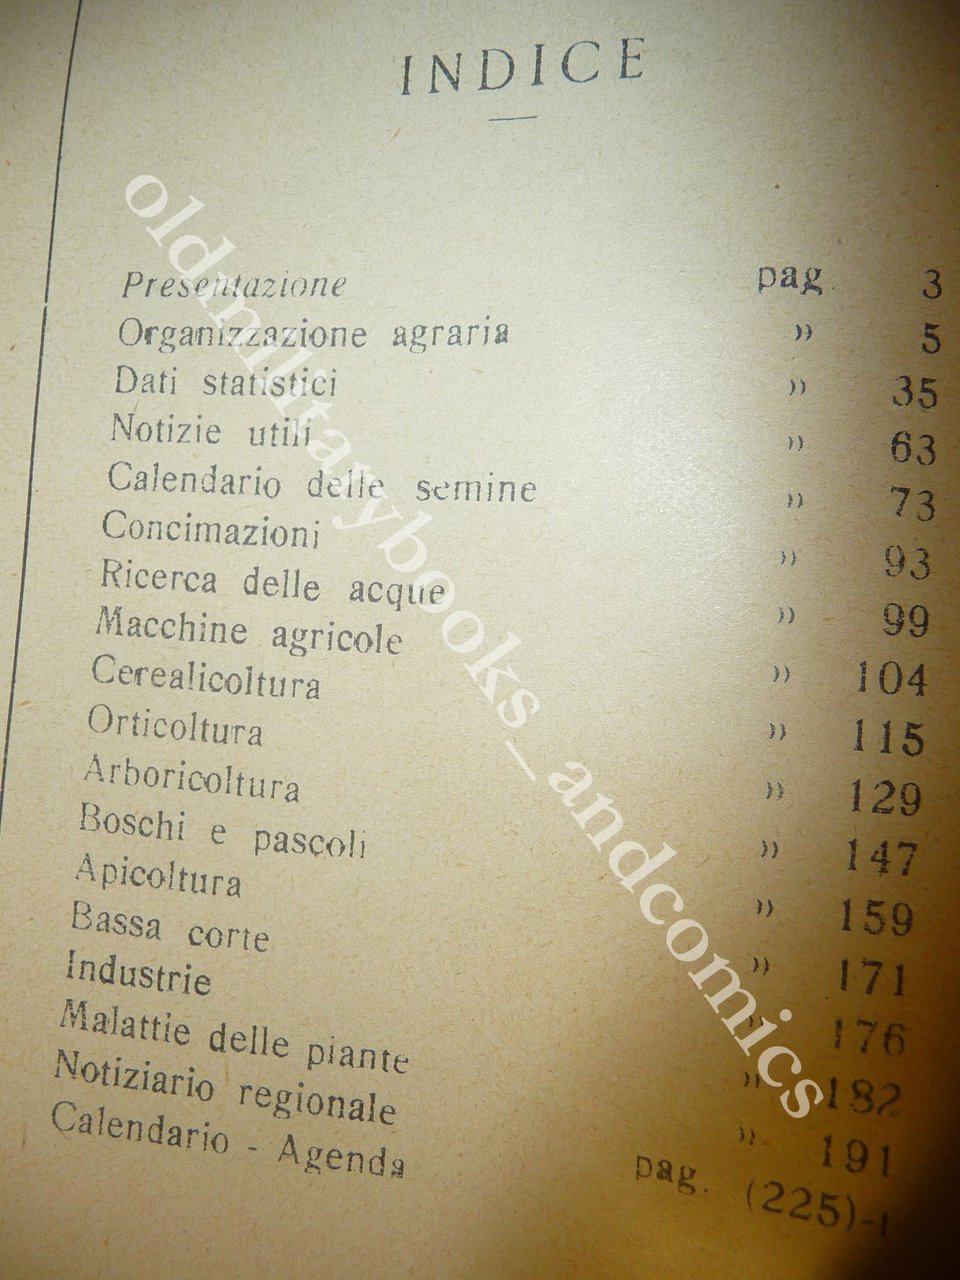 INDICE
Presentazione pag. 3
Organizzazione agraria » 5
Dati statistici » 35
Notizie utili » 63
Calendario delle semine » 73
Concimazioni » 93
Ricerca delle acque » 99
Macchine agricole » 104
Cerealicoltura » 115
Orticoltura » 129
Arboricoltura » 147
Boschi e pascoli » 159
Apicoltura » 171
Bassa corte » 176
Industrie » 182
Malattie delle piante » 191
Notiziario regionale pag. (225)-1
Calendario - Agenda
oldmilitarybooks_andcomics